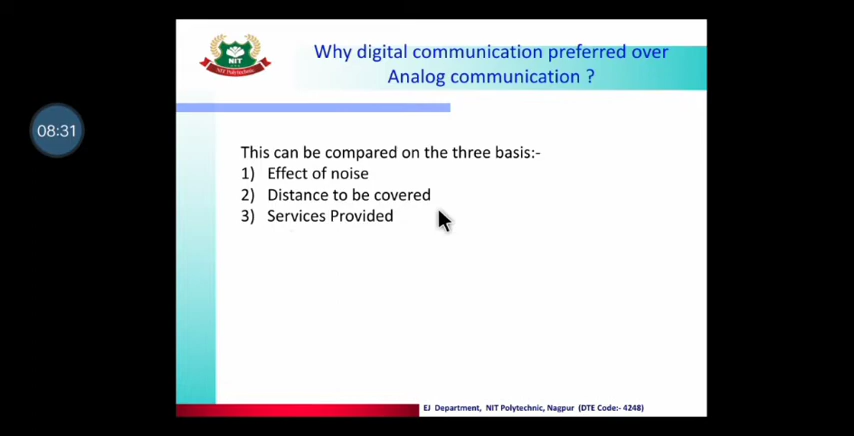 NIT
NIT Polytechnic
Why digital communication preferred over
Analog communication ?
08:31
This can be compared on the three basis:-
1) Effect of noise
2) Distance to be covered
3) Services Provided
EJ Department, NIT Polytechnic, Nagpur (DTE Code:- 4248)